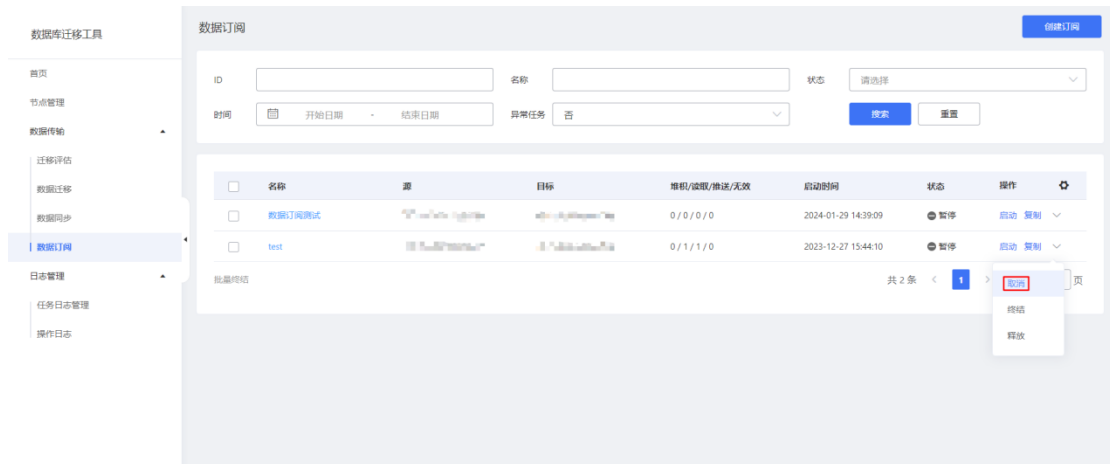 数据库迁移工具
首页
节点管理
数据传输
迁移评估
数据迁移
数据同步
数据订阅
日志管理
任务日志管理
操作日志
数据订阅 创建订阅
ID 名称 状态 请选择
时间 开始日期 - 结束日期 异常任务 否 搜索 重置
名称 源 目标 堆积/读取/推送/无效 启动时间 状态 操作
数据订阅测试 0 / 0 / 0 / 0 2024-01-29 14:39:09 暂停 启动 复制
test 0 / 1 / 1 / 0 2023-12-27 15:44:10 暂停 启动 复制
批量终结 共 2 条 < 1 > 页
取消
终结
释放